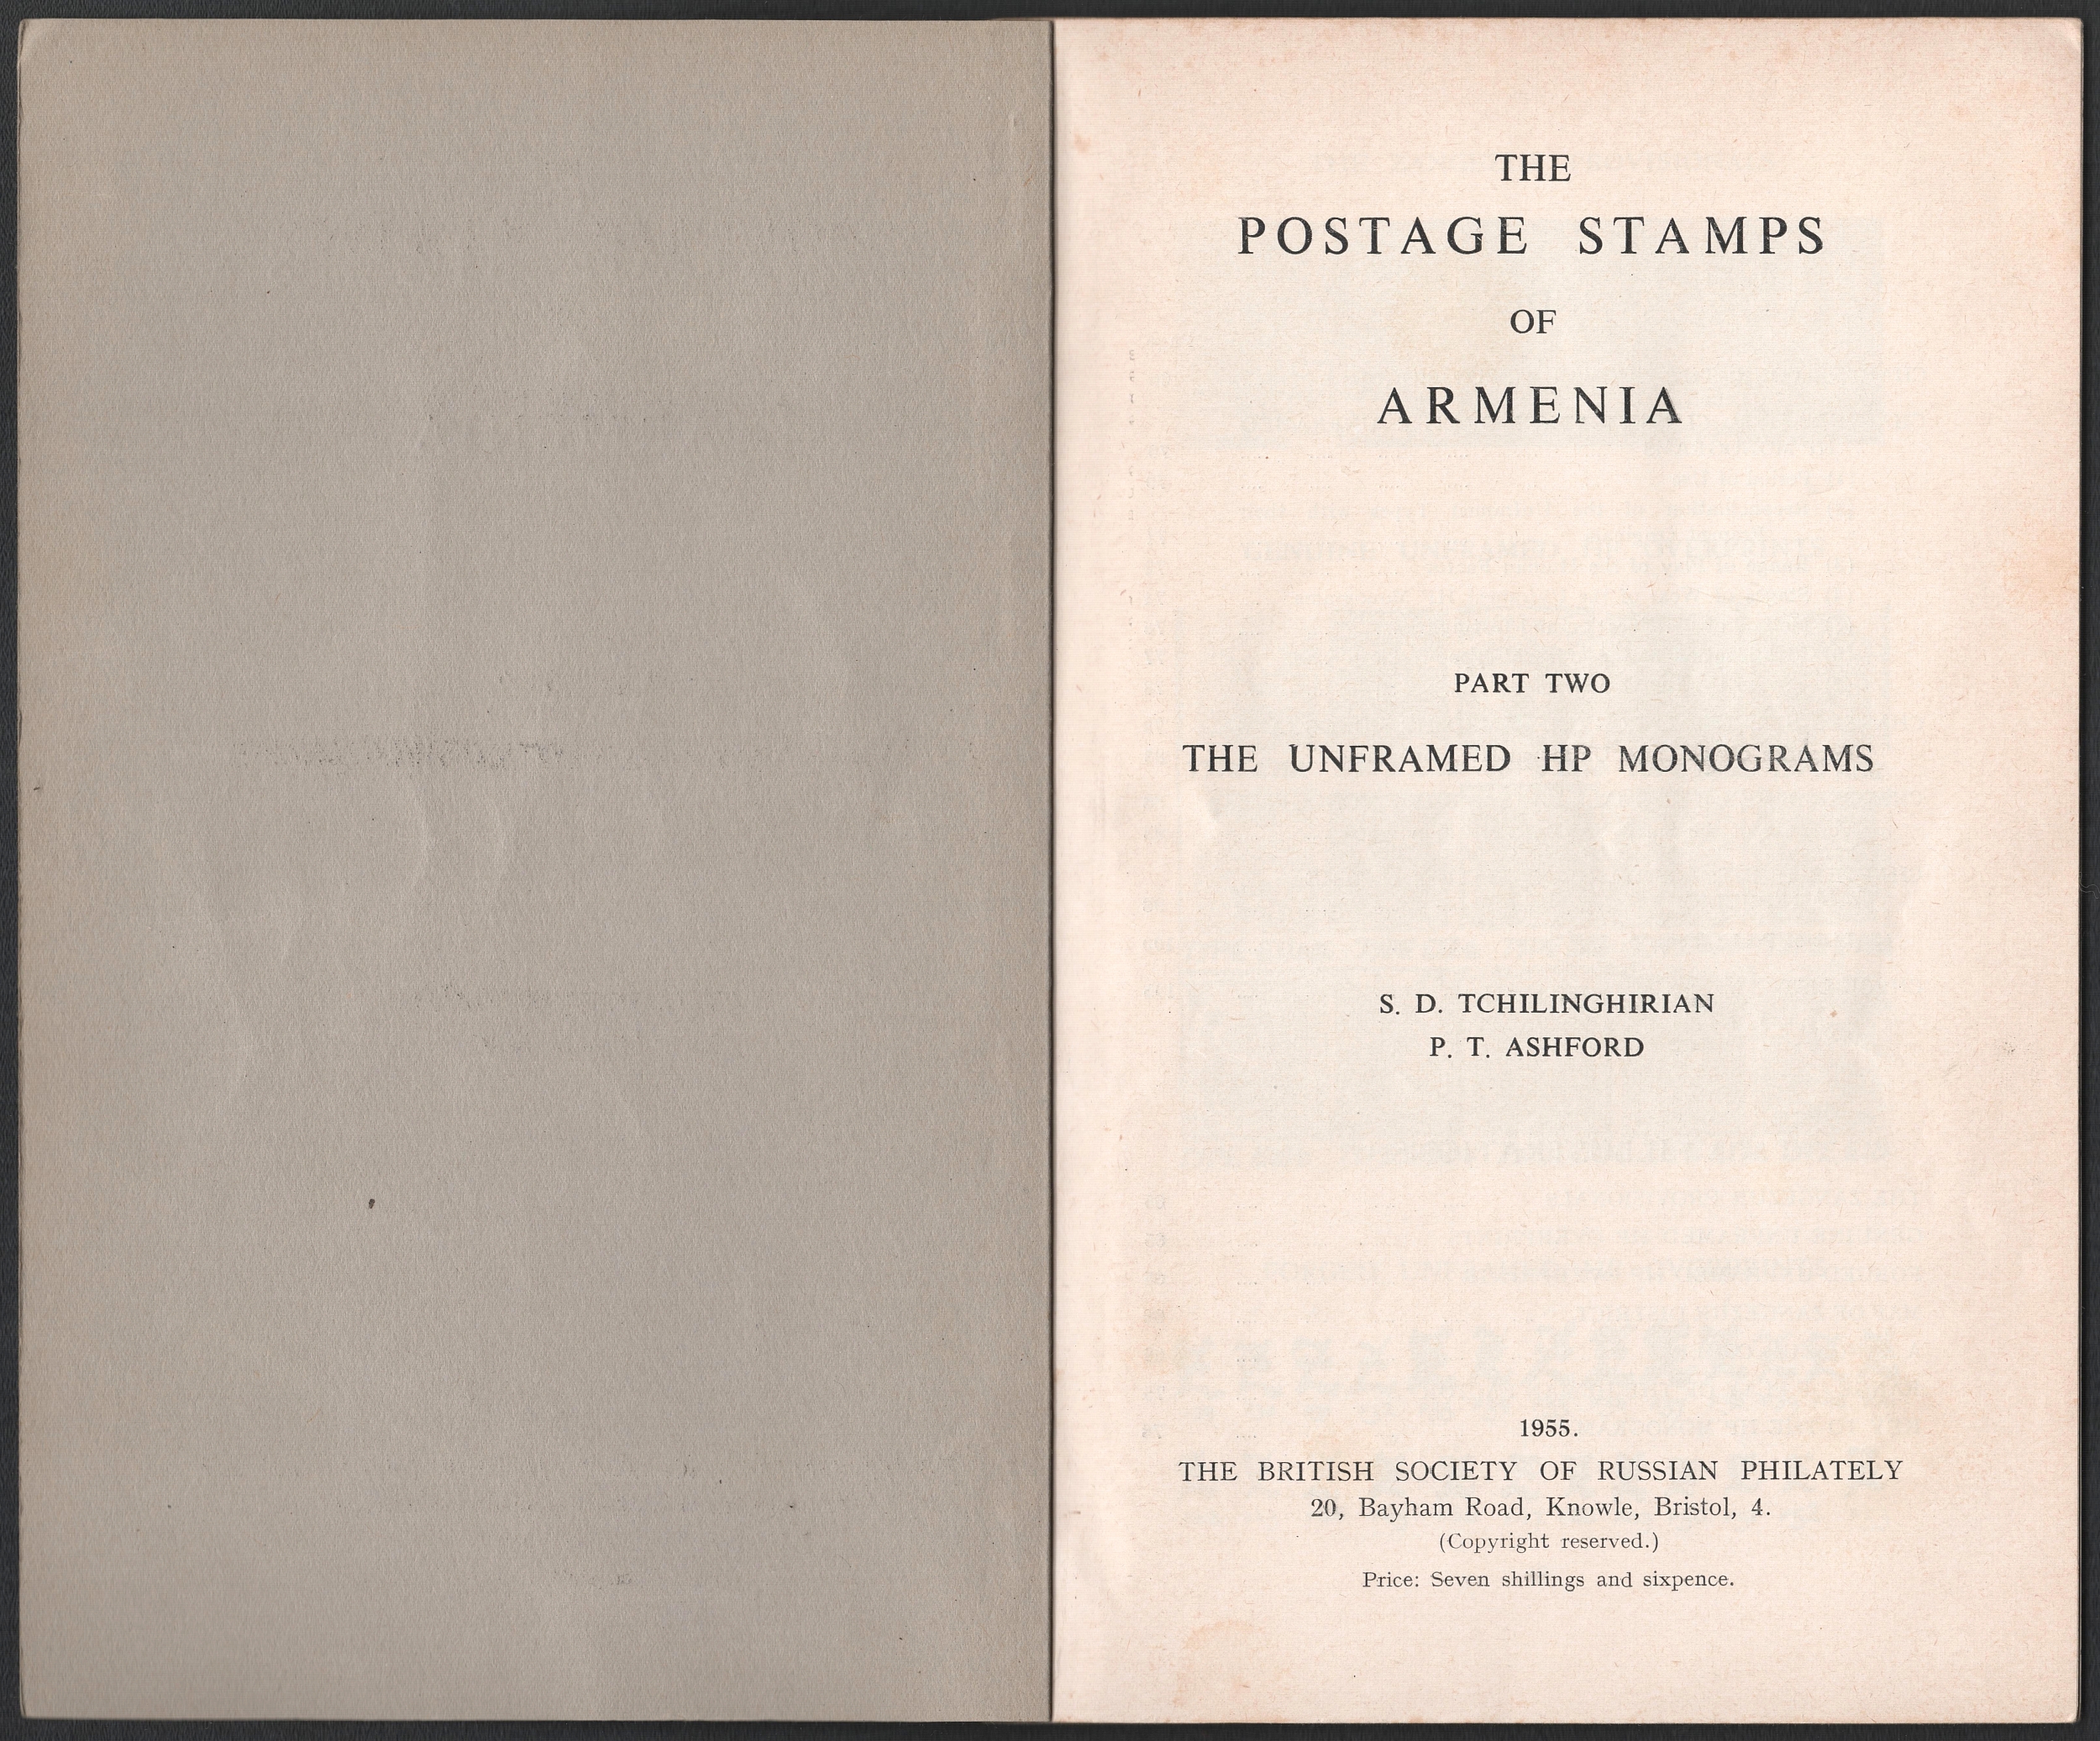 THE
POSTAGE STAMPS
OF
ARMENIA
PART TWO
THE UNFRAMED HP MONOGRAMS
S. D. TCHILINGHIRIAN
P. T. ASHFORD
1955.
THE BRITISH SOCIETY OF RUSSIAN PHILATELY
20, Bayham Road, Knowle, Bristol, 4.
(Copyright reserved.)
Price: Seven shillings and sixpence.